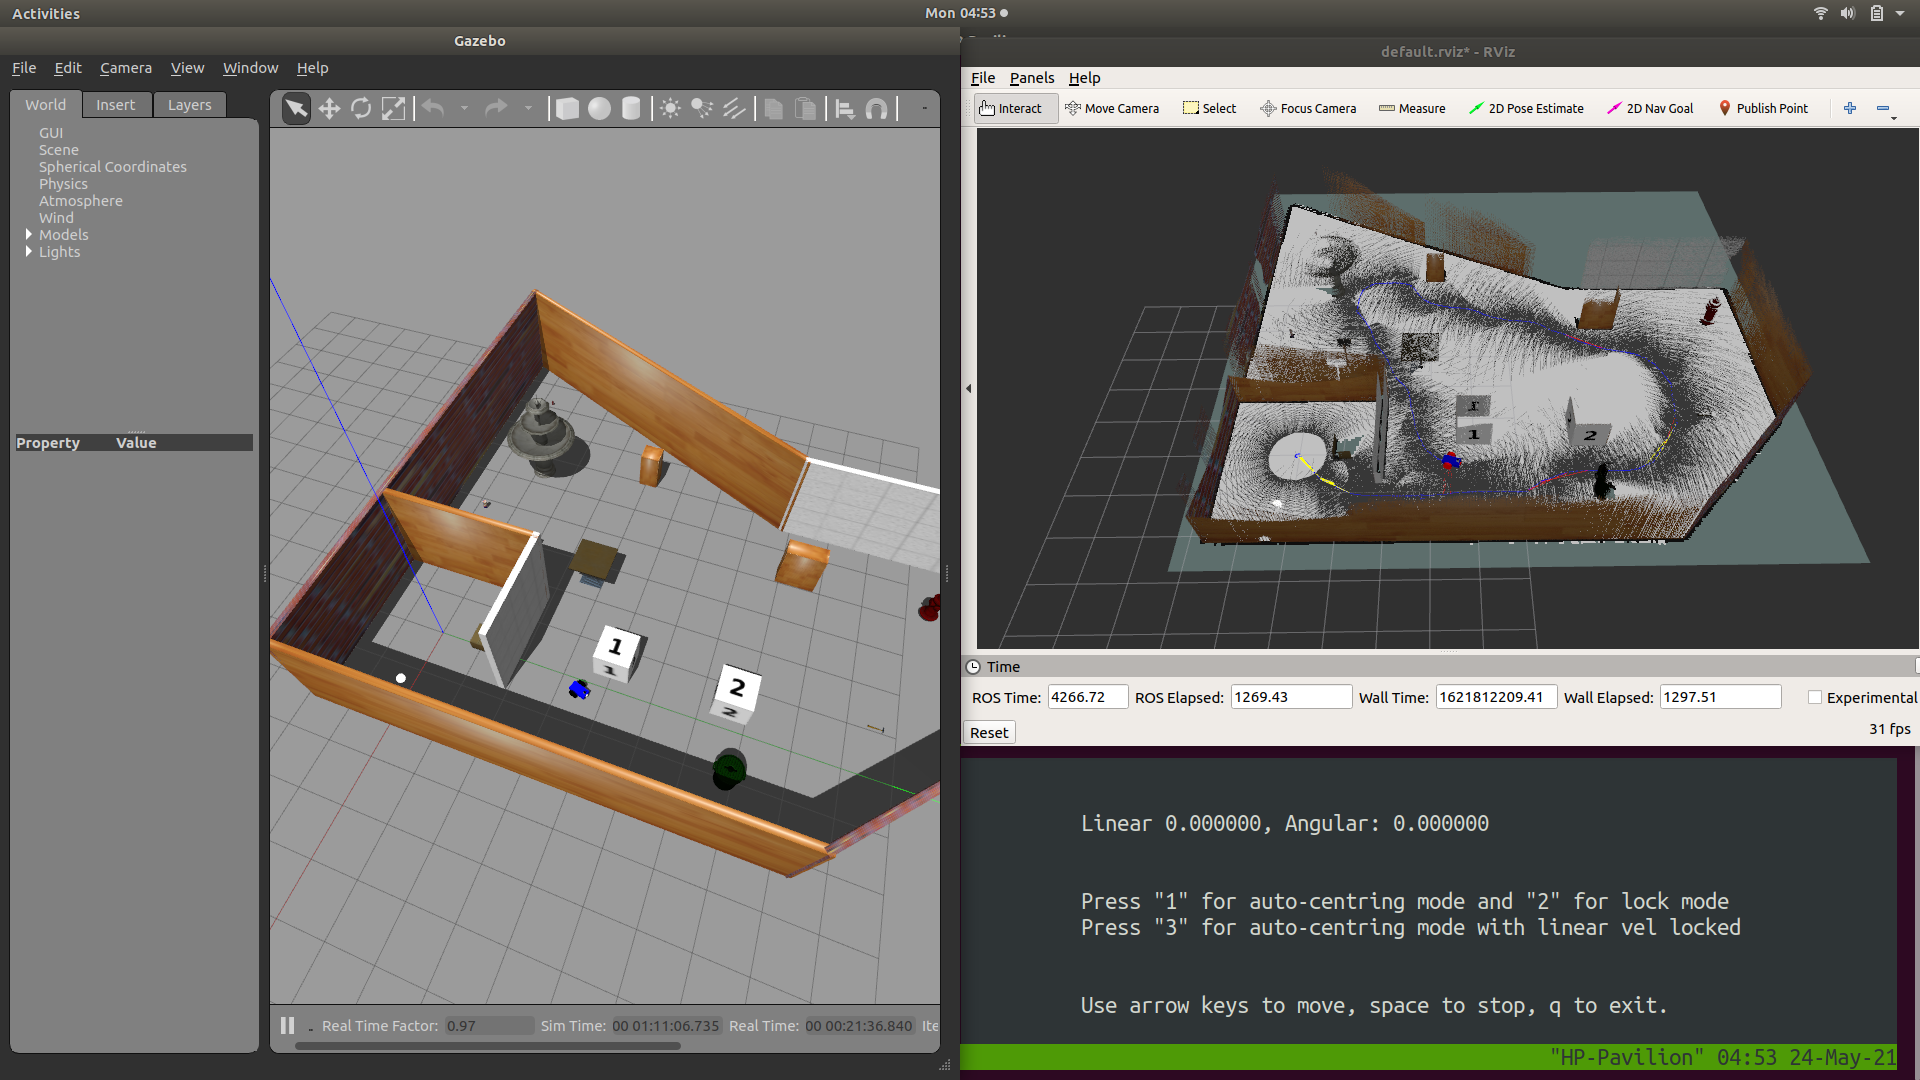 Activities
Mon 04:53
Gazebo
File Edit Camera View Window Help
World Insert Layers
GUI
Scene
Spherical Coordinates
Physics
Atmosphere
Wind
Models
Lights
Property Value
1
1
2
2
Real Time Factor: 0.97 Sim Time: 00 01:11:06.735 Real Time: 00 00:21:36.840 Ite
default.rviz* - RViz
File Panels Help
Interact Move Camera Select Focus Camera Measure 2D Pose Estimate 2D Nav Goal Publish Point
1
1
2
Time
ROS Time: 4266.72 ROS Elapsed: 1269.43 Wall Time: 1621812209.41 Wall Elapsed: 1297.51 Experimental
Reset 31 fps
Linear 0.000000, Angular: 0.000000
Press "1" for auto-centring mode and "2" for lock mode
Press "3" for auto-centring mode with linear vel locked
Use arrow keys to move, space to stop, q to exit.
"HP-Pavilion" 04:53 24-May-21